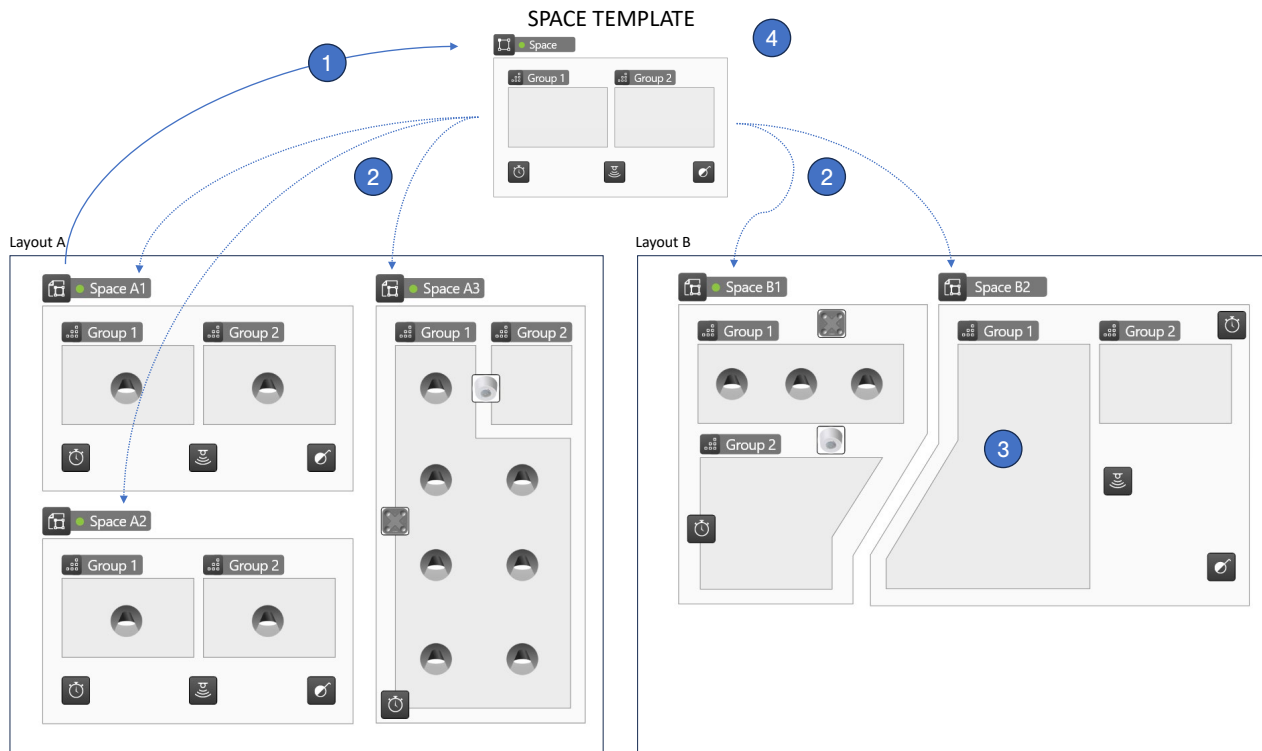 SPACE TEMPLATE
4
Space
1
Group 1
Group 2
2
2
Layout A
Layout B
Space A1
Space A3
Space B1
Space B2
Group 1
Group 2
Group 1
Group 2
Group 1
Group 1
Group 2
Group 2
3
Space A2
Group 1
Group 2